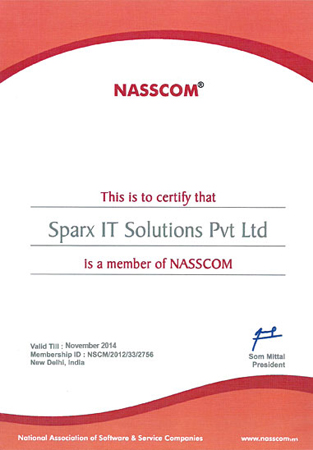 NASSCOM®
This is to certify that
Sparx IT Solutions Pvt Ltd
is a member of NASSCOM
Valid Till : November 2014
Membership ID : NSCM/2012/33/2756
New Delhi, India
Som Mittal
President
National Association of Software & Service Companies
www.nasscom.in